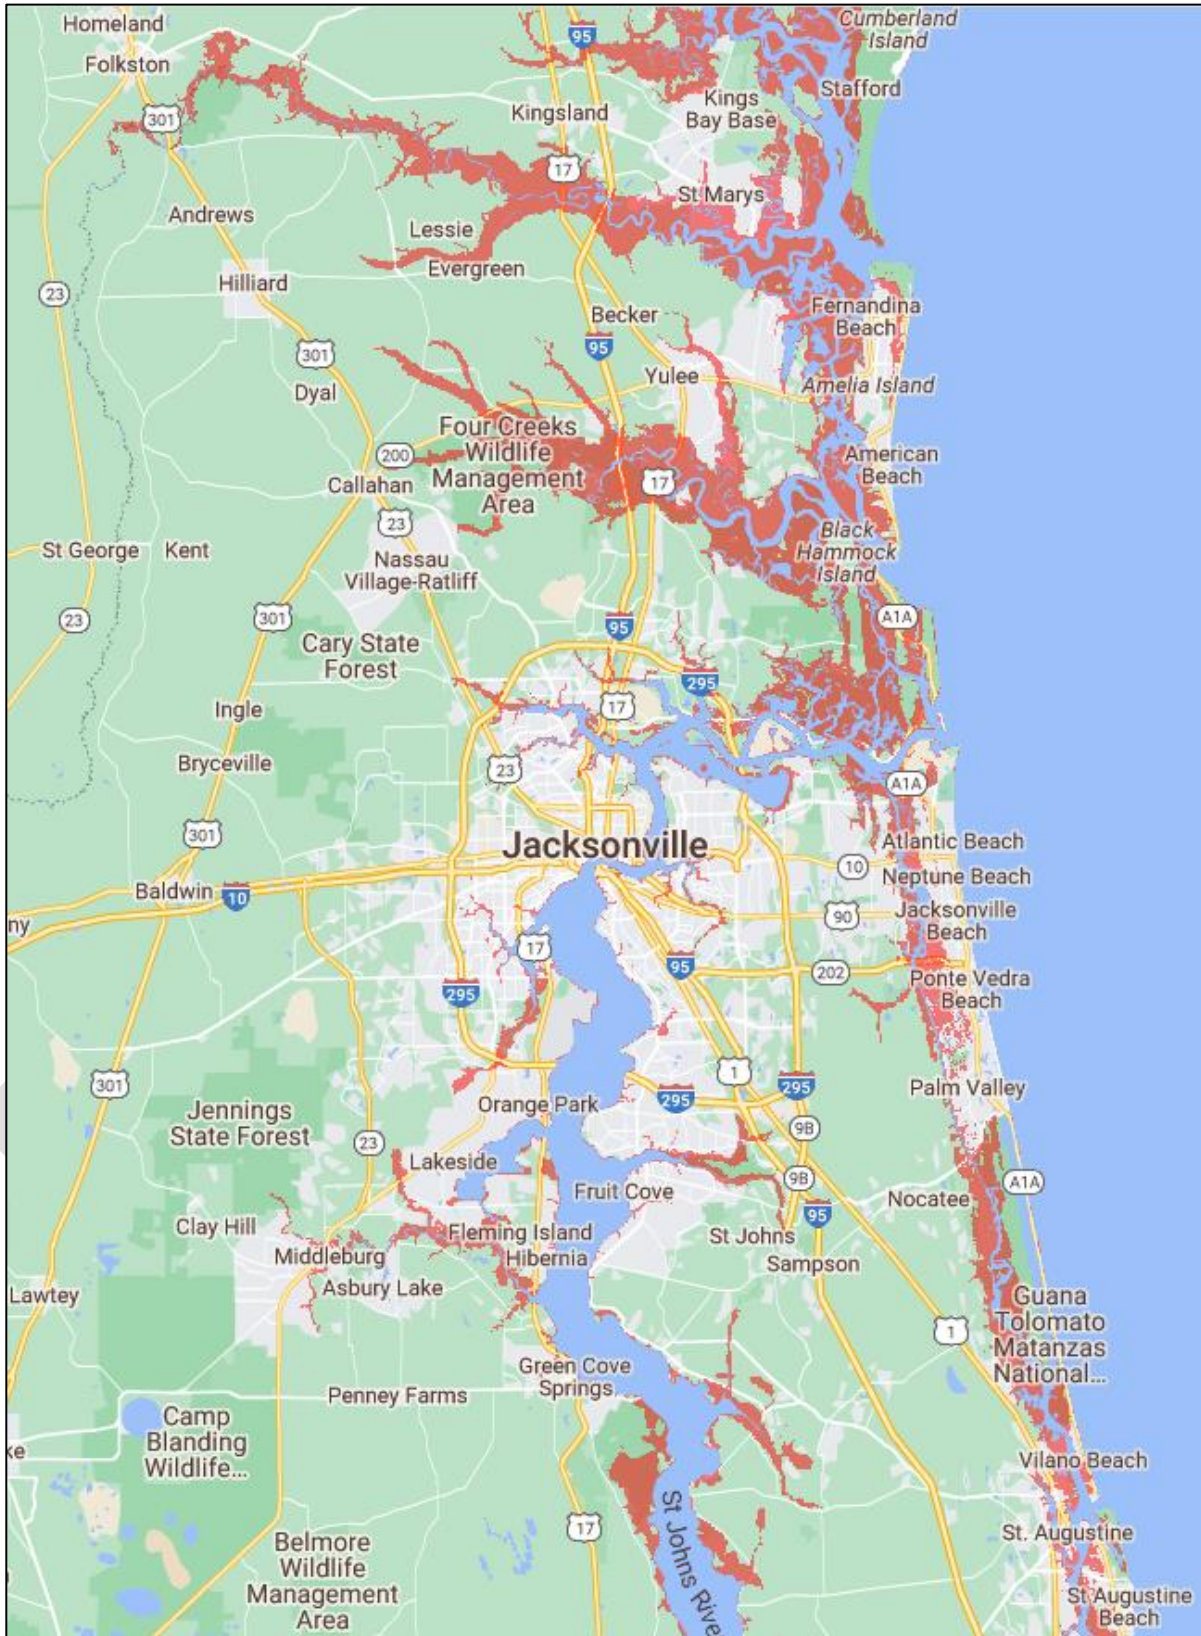 Homeland
Folkston
Cumberland
Island
95
Stafford
Kings
Bay Base
Kingsland
301
17
St Marys
Andrews
Lessie
Evergreen
Hilliard
23
Fernandina
Beach
Becker
95
301
Yulee
Dyal
Amelia Island
Four Creeks
Wildlife
Management
Area
200
American
Beach
Callahan
17
23
Black
Hammock
Island
St George
Kent
Nassau
Village-Ratliff
23
301
95
A1A
Cary State
Forest
295
Ingle
17
Bryceville
23
A1A
301
Jacksonville
Atlantic Beach
10
Neptune Beach
Baldwin
10
ny
90
Jacksonville
Beach
17
95
202
295
Ponte Vedra
Beach
1
301
295
295
Palm Valley
Orange Park
Jennings
State Forest
9B
23
Lakeside
9B
A1A
Fruit Cove
Nocatee
Clay Hill
95
Fleming Island
St Johns
Middleburg
Hibernia
Sampson
Asbury Lake
Lawtey
Guana
Tolomato
Matanzas
National...
1
Green Cove
Springs
Penney Farms
Camp
Blanding
Wildlife...
ke
Vilano Beach
St Johns Rive
17
St. Augustine
Belmore
Wildlife
Management
Area
St Augustine
Beach